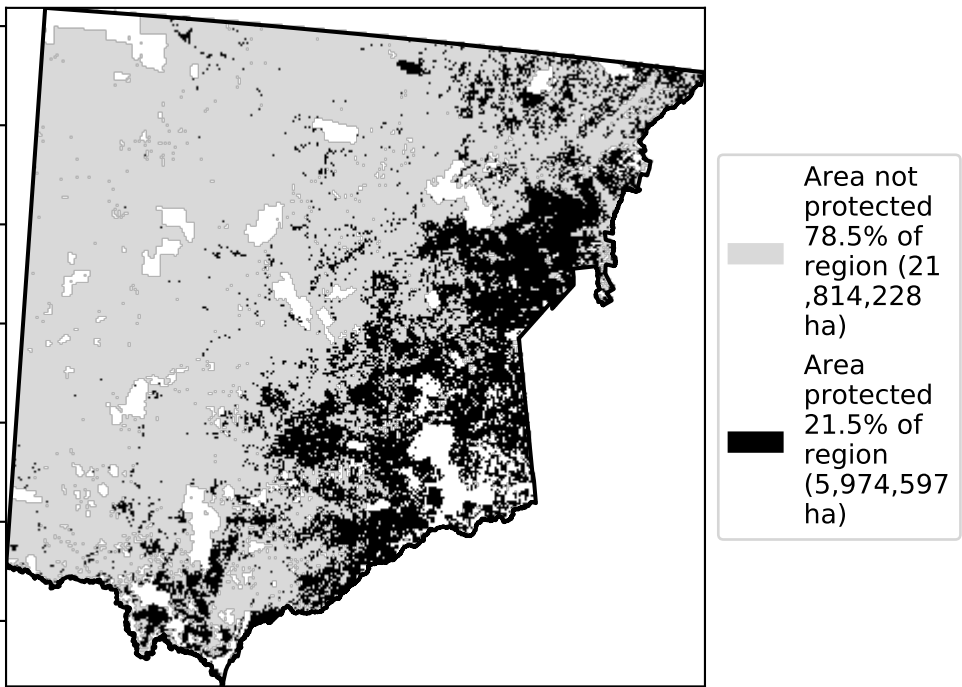 Area not
protected
78.5% of
region (21
,814,228
ha)
Area
protected
21.5% of
region
(5,974,597
ha)